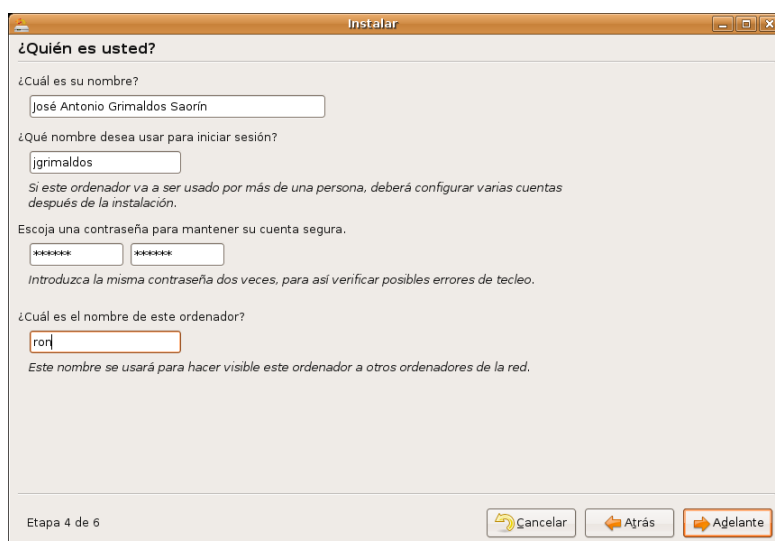 Instalar
¿Quién es usted?
¿Cuál es su nombre?
José Antonio Grimaldos Saorín
¿Qué nombre desea usar para iniciar sesión?
jgrimaldos
Si este ordenador va a ser usado por más de una persona, deberá configurar varias cuentas
después de la instalación.
Escoja una contraseña para mantener su cuenta segura.
****** ******
Introduzca la misma contraseña dos veces, para así verificar posibles errores de tecleo.
¿Cuál es el nombre de este ordenador?
ron
Este nombre se usará para hacer visible este ordenador a otros ordenadores de la red.
Etapa 4 de 6 Cancelar Atrás Adelante